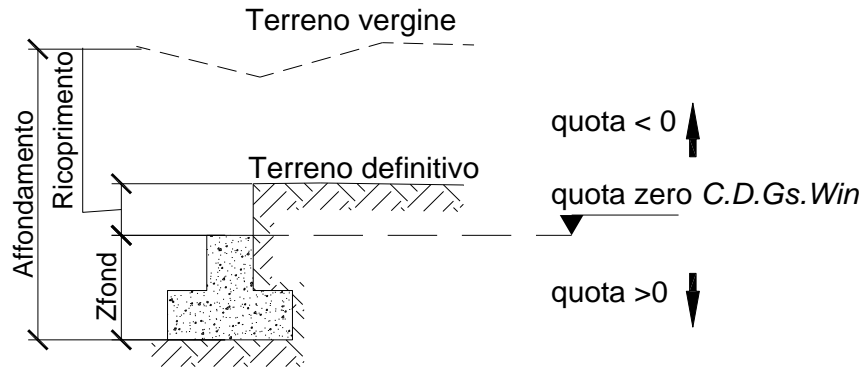 Terreno vergine
Affondamento
Ricoprimento
quota < 0
Terreno definitivo
quota zero C.D.Gs.Win
Zfond
quota >0